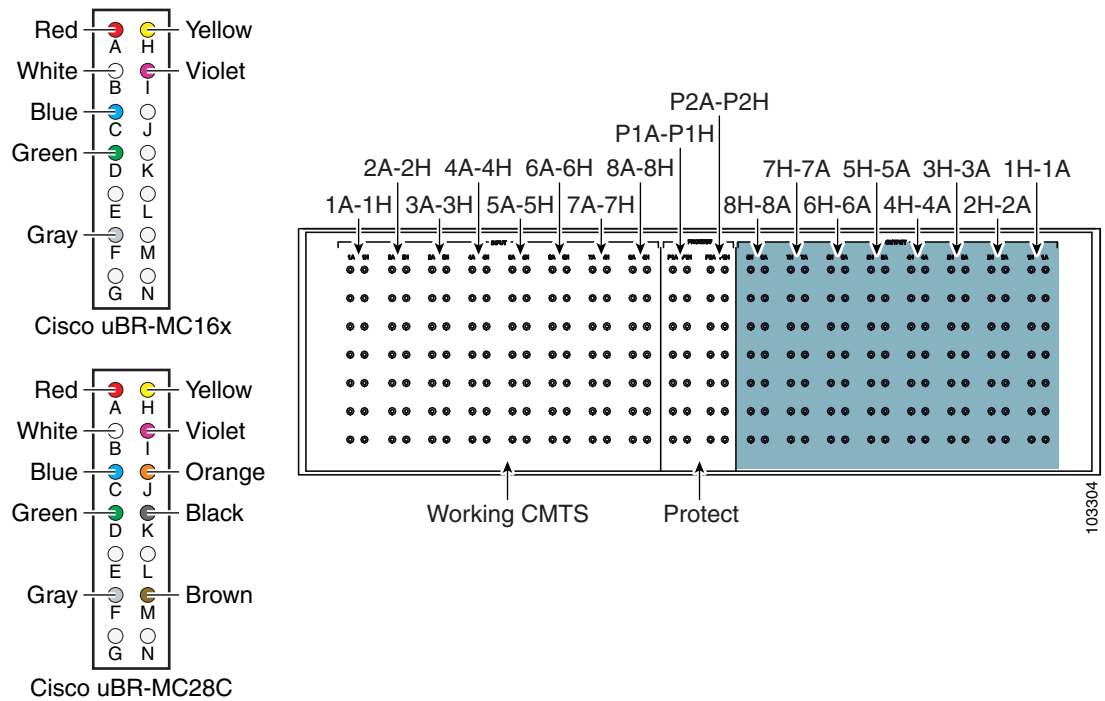 Red Yellow
A H
White Violet
B I
Blue
C J
Green
D K
E L
Gray
F M
G N
Cisco uBR-MC16x
Red Yellow
A H
White Violet
B I
Blue Orange
C J
Green Black
D K
E L
Gray Brown
F M
G N
Cisco uBR-MC28C
P2A-P2H
P1A-P1H
2A-2H 4A-4H 6A-6H 8A-8H 7H-7A 5H-5A 3H-3A 1H-1A
1A-1H 3A-3H 5A-5H 7A-7H 8H-8A 6H-6A 4H-4A 2H-2A
INPUT PROTECT OUTPUT
Working CMTS Protect
103304